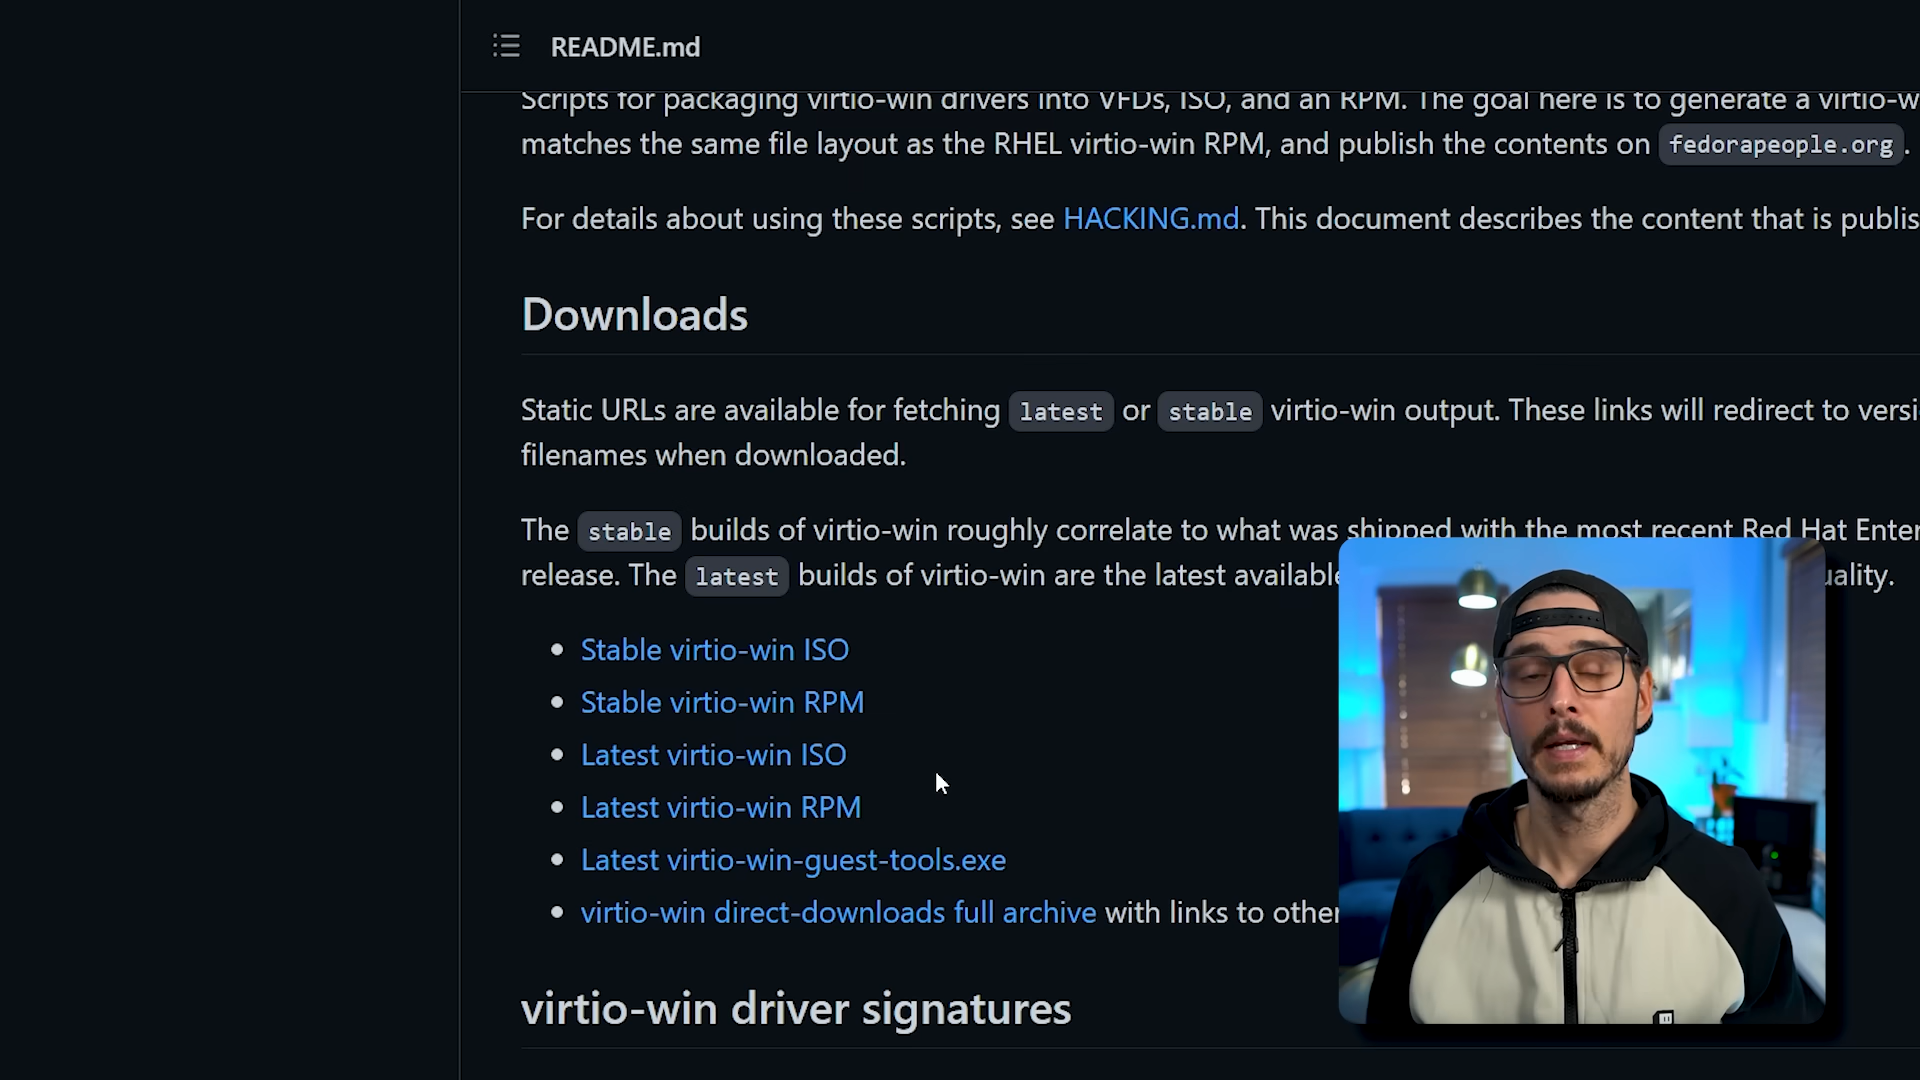 README.md
Scripts for packaging virtio-win drivers into VFDs, ISO, and an RPM. The goal here is to generate a virtio-w
matches the same file layout as the RHEL virtio-win RPM, and publish the contents on fedorapeople.org.
For details about using these scripts, see HACKING.md. This document describes the content that is publis
Downloads
Static URLs are available for fetching latest or stable virtio-win output. These links will redirect to versi
filenames when downloaded.
The stable builds of virtio-win roughly correlate to what was shipped with the most recent Red Hat Enter
release. The latest builds of virtio-win are the latest available uality.
Stable virtio-win ISO
Stable virtio-win RPM
Latest virtio-win ISO
Latest virtio-win RPM
Latest virtio-win-guest-tools.exe
virtio-win direct-downloads full archive with links to other
virtio-win driver signatures